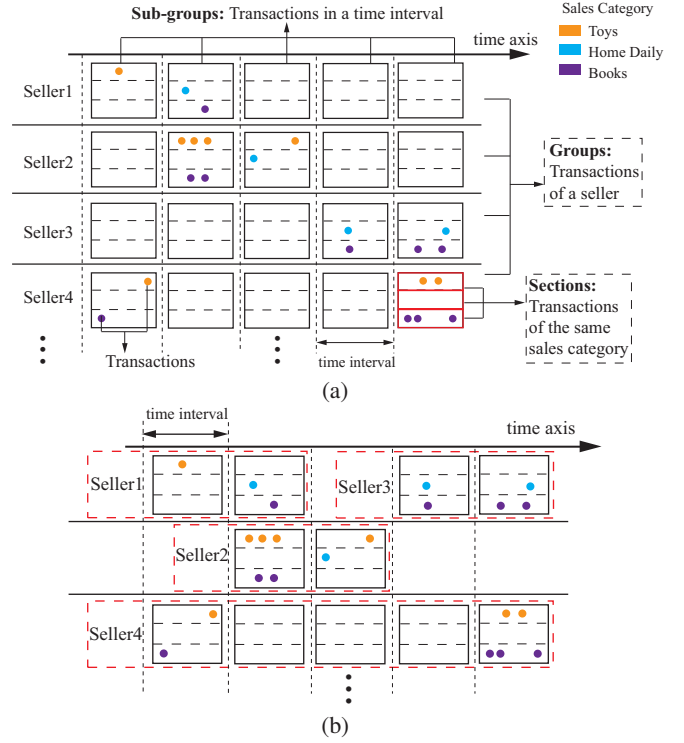 Sub-groups: Transactions in a time interval
Sales Category
Toys
Home Daily
Books
time axis
Seller1
Seller2
Groups:
Transactions
of a seller
Seller3
Seller4
Sections:
Transactions
of the same
sales category
Transactions
time interval
(a)
time interval
time axis
Seller1
Seller3
Seller2
Seller4
(b)